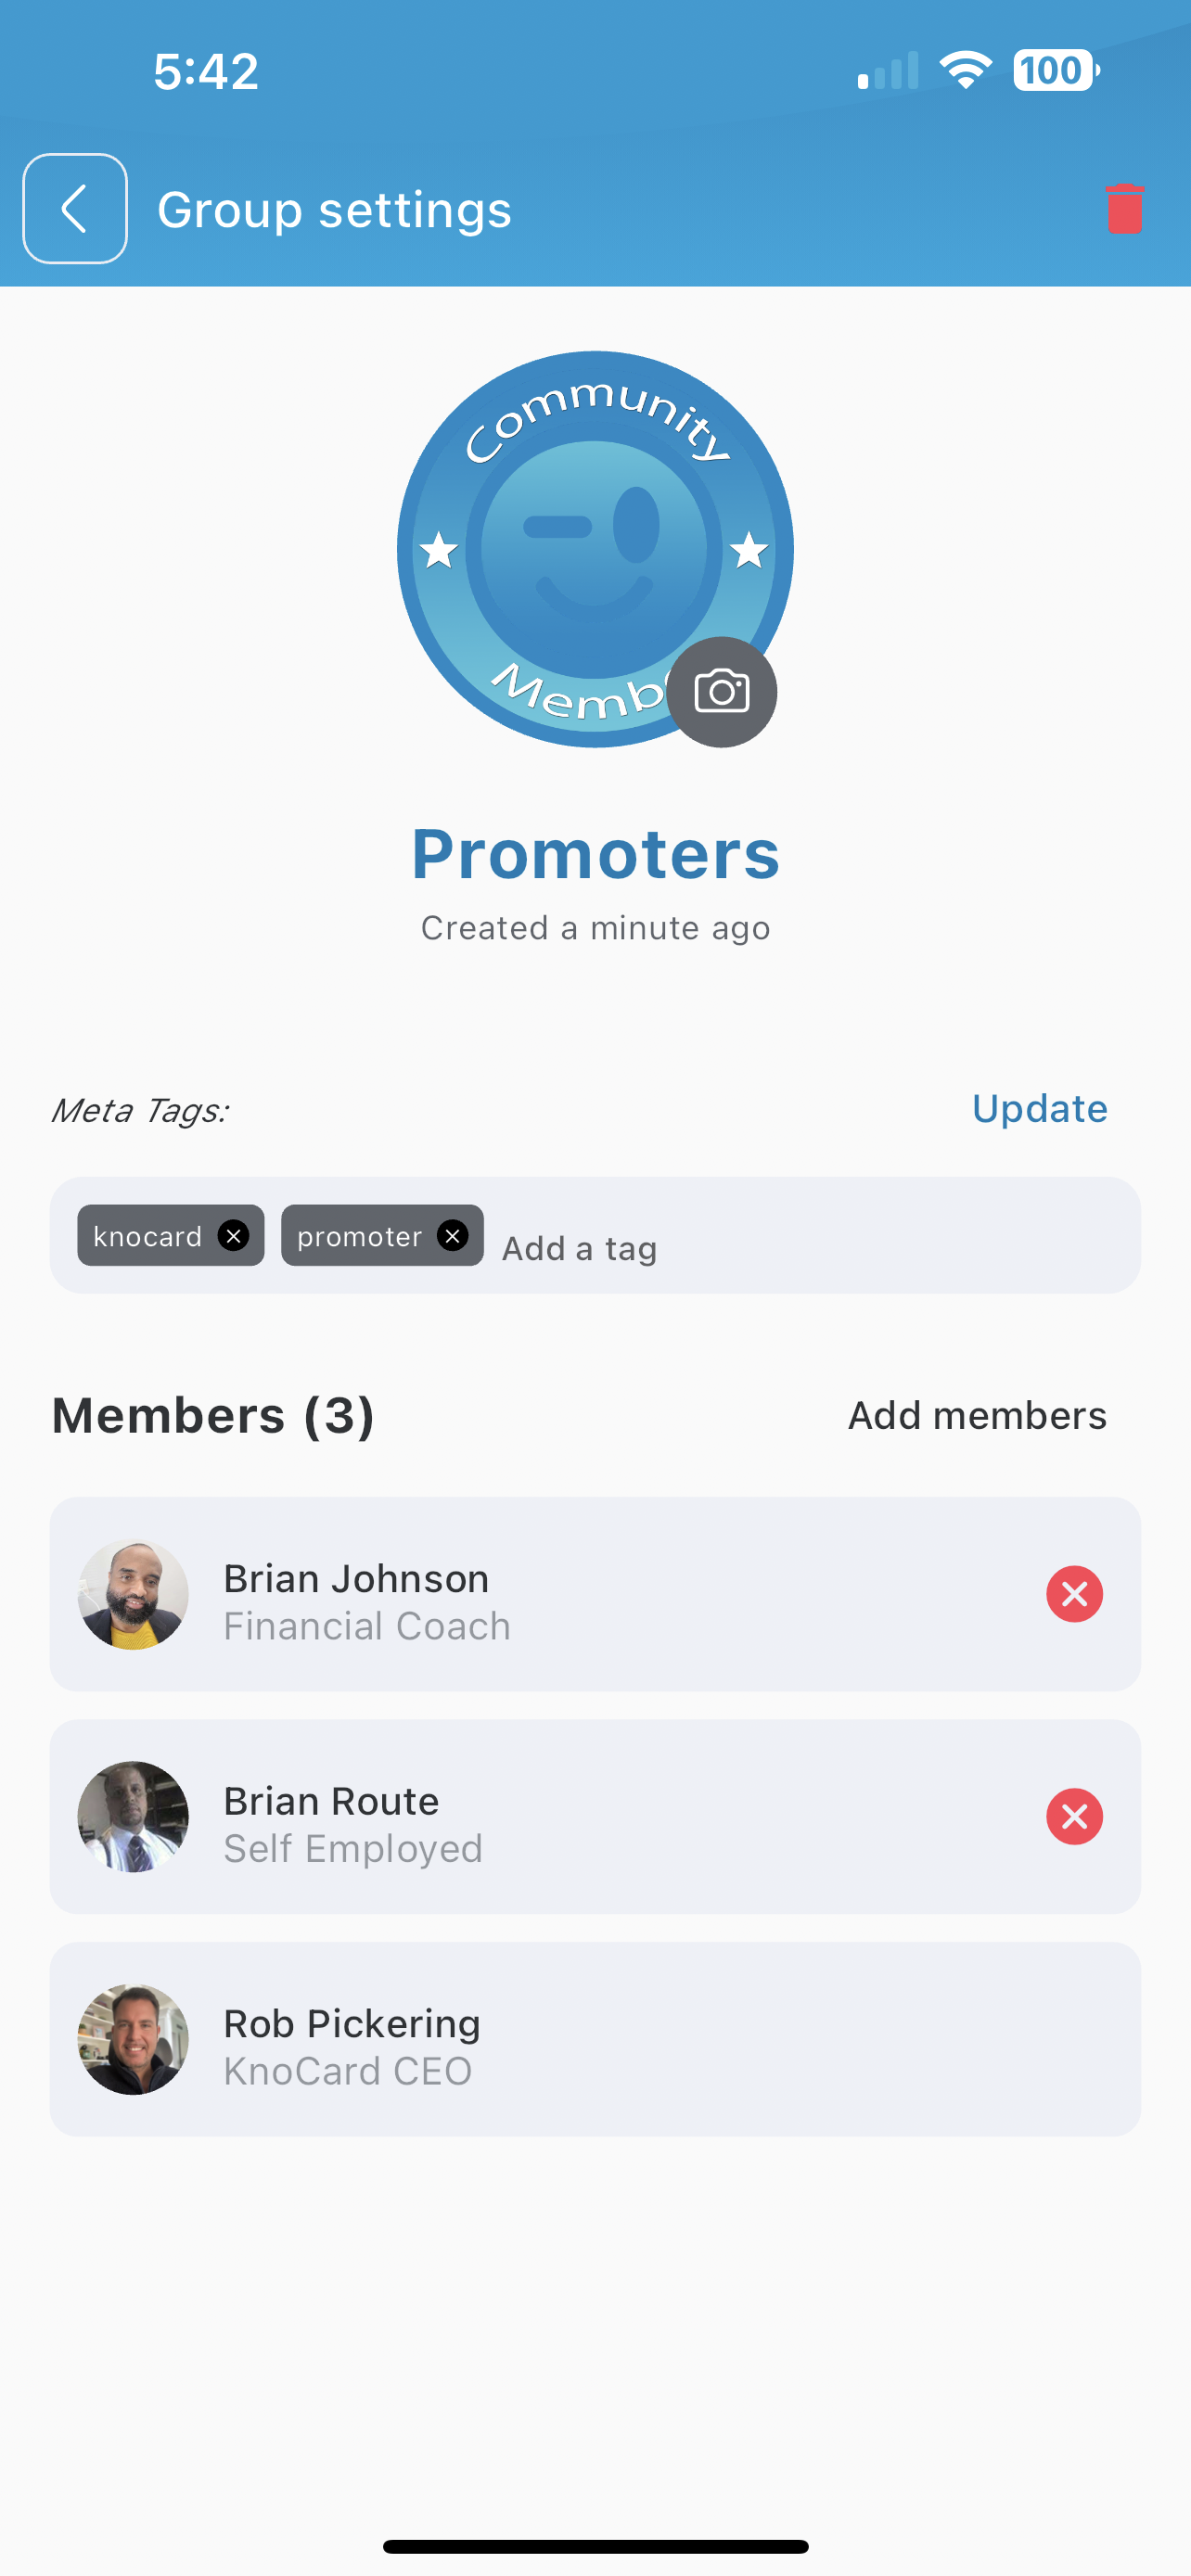 5:42
100
Group settings
Community
Promoters
Created a minute ago
Meta Tags:
Update
knocard
promoter
Add a tag
Members (3)
Add members
Brian Johnson
Financial Coach
Brian Route
Self Employed
Rob Pickering
KnoCard CEO